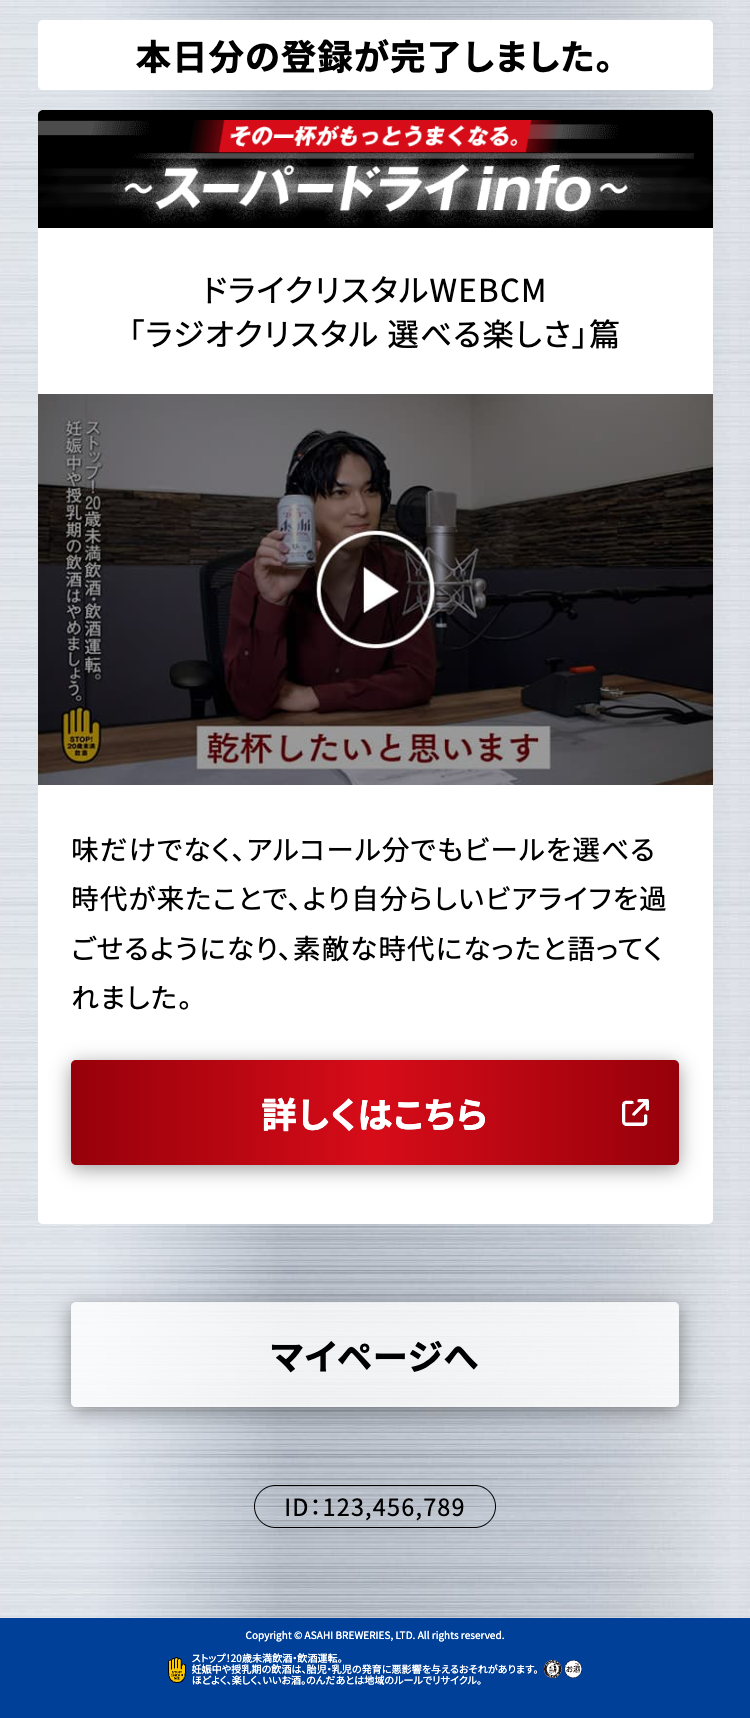 本日分の登録が完了しました。
その一杯がもっとうまくなる。
～スーパードライinfo～
ドライクリスタルWEBCM
「ラジオクリスタル 選べる楽しさ」篇
ストップ！20歳未満飲酒・飲酒運転。
妊娠中や授乳期の飲酒はやめましょう。
Asahi
STOP!
20歳未満
飲酒
乾杯したいと思います
味だけでなく、アルコール分でもビールを選べる
時代が来たことで、より自分らしいビアライフを過
ごせるようになり、素敵な時代になったと語ってく
れました。
詳しくはこちら
マイページへ
ID：123,456,789
Copyright © ASAHI BREWERIES, LTD. All rights reserved.
ストップ！20歳未満飲酒・飲酒運転。
妊娠中や授乳期の飲酒は、胎児・乳児の発育に悪影響を与えるおそれがあります。
ほどよく、楽しく、いいお酒。のんだあとは地域のルールでリサイクル。
お酒